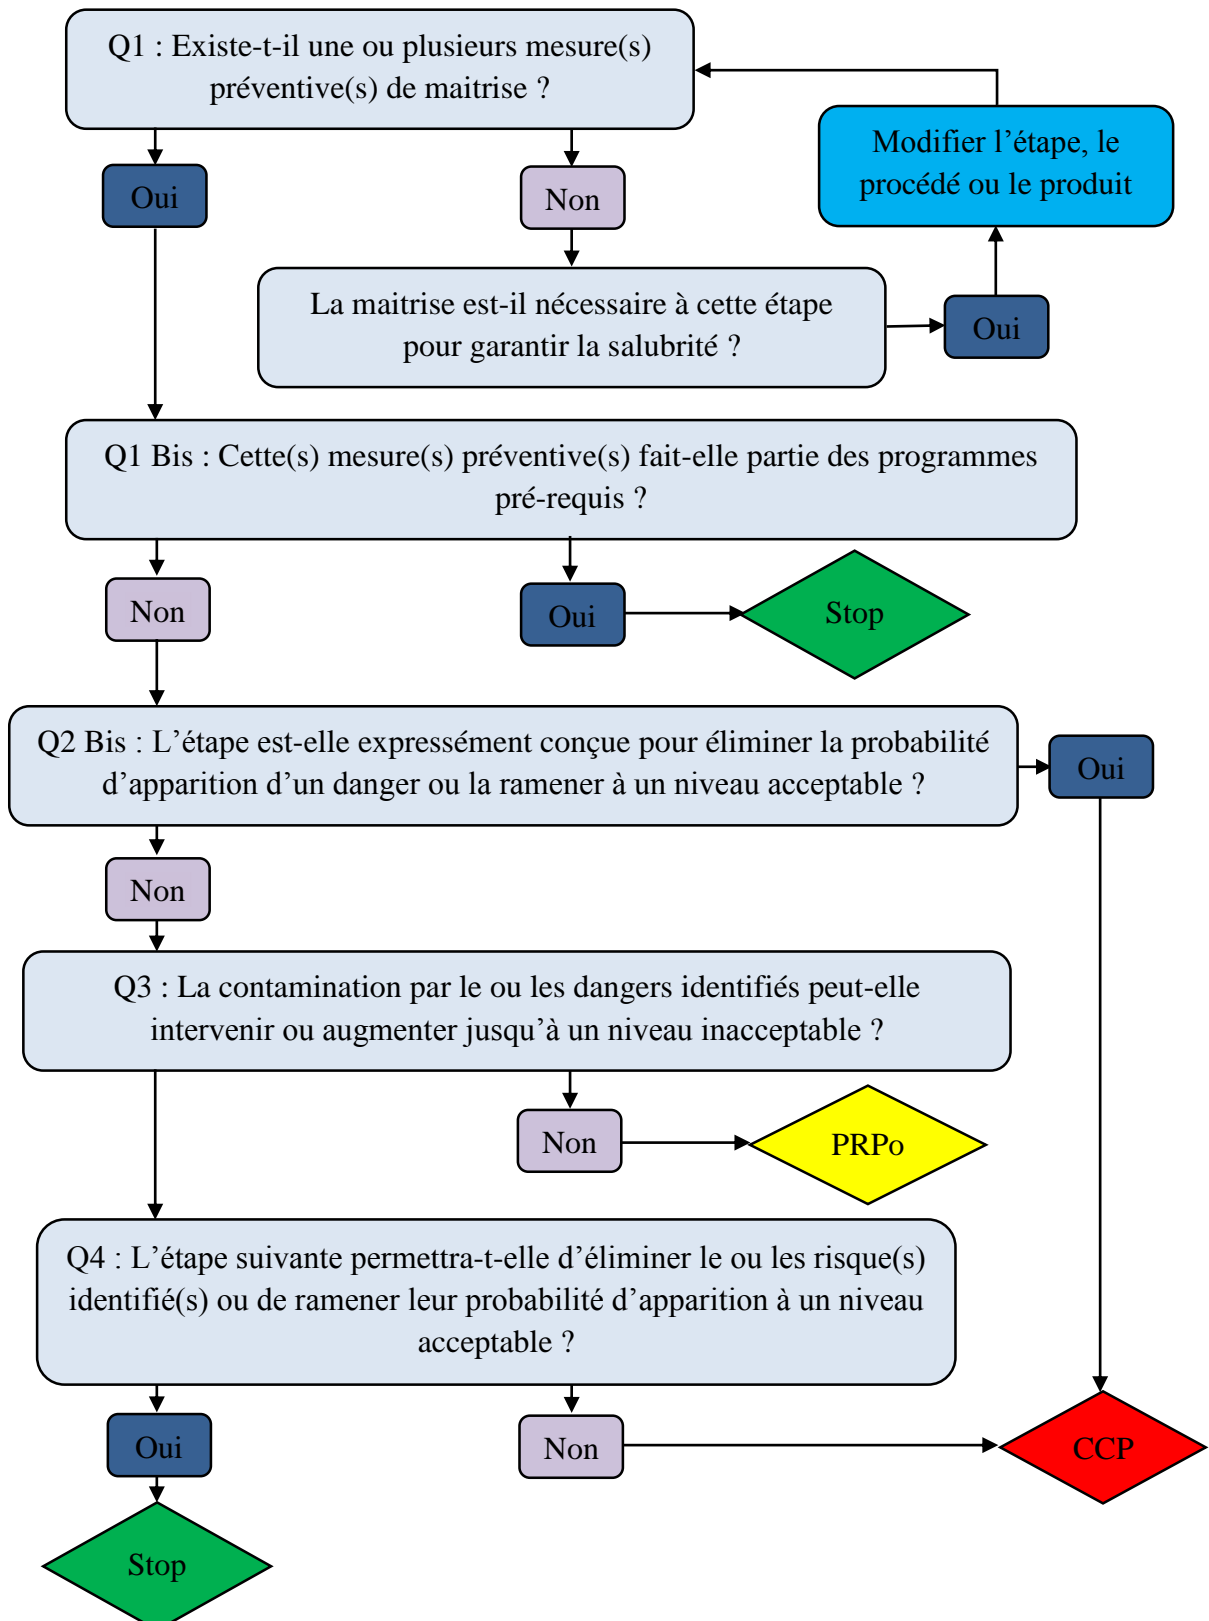 Q1 : Existe-t-il une ou plusieurs mesure(s)
préventive(s) de maitrise ?
Modifier l’étape, le
procédé ou le produit
Oui
Non
La maitrise est-il nécessaire à cette étape
pour garantir la salubrité ?
Oui
Q1 Bis : Cette(s) mesure(s) préventive(s) fait-elle partie des programmes
pré-requis ?
Non
Oui
Stop
Q2 Bis : L’étape est-elle expressément conçue pour éliminer la probabilité
d’apparition d’un danger ou la ramener à un niveau acceptable ?
Oui
Non
Q3 : La contamination par le ou les dangers identifiés peut-elle
intervenir ou augmenter jusqu’à un niveau inacceptable ?
Non
PRPo
Q4 : L’étape suivante permettra-t-elle d’éliminer le ou les risque(s)
identifié(s) ou de ramener leur probabilité d’apparition à un niveau
acceptable ?
Oui
Non
CCP
Stop